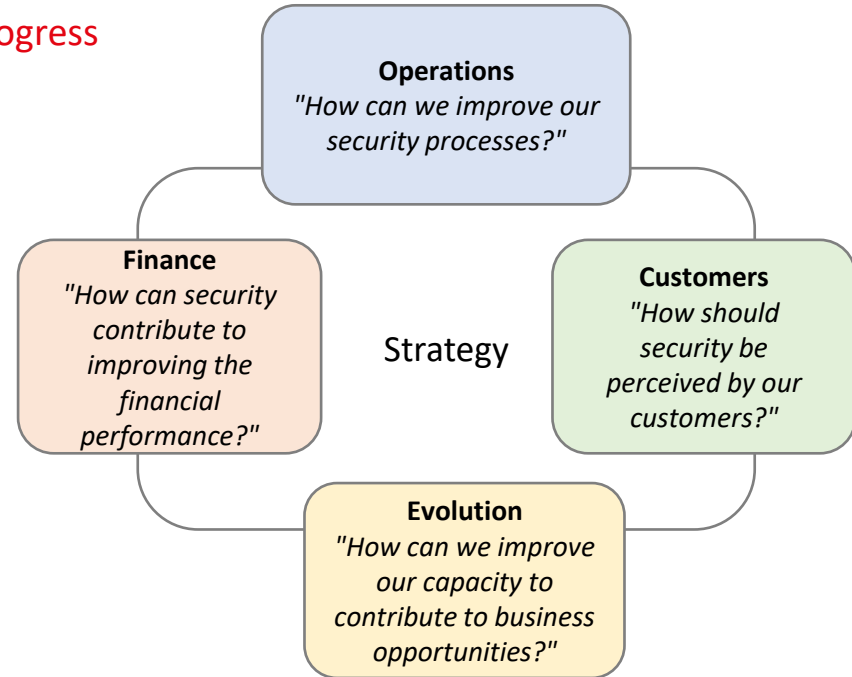 ogress
Operations
"How can we improve our
security processes?"
Finance
"How can security
contribute to
improving the
financial
performance?"
Strategy
Customers
"How should
security be
perceived by our
customers?"
Evolution
"How can we improve
our capacity to
contribute to business
opportunities?"